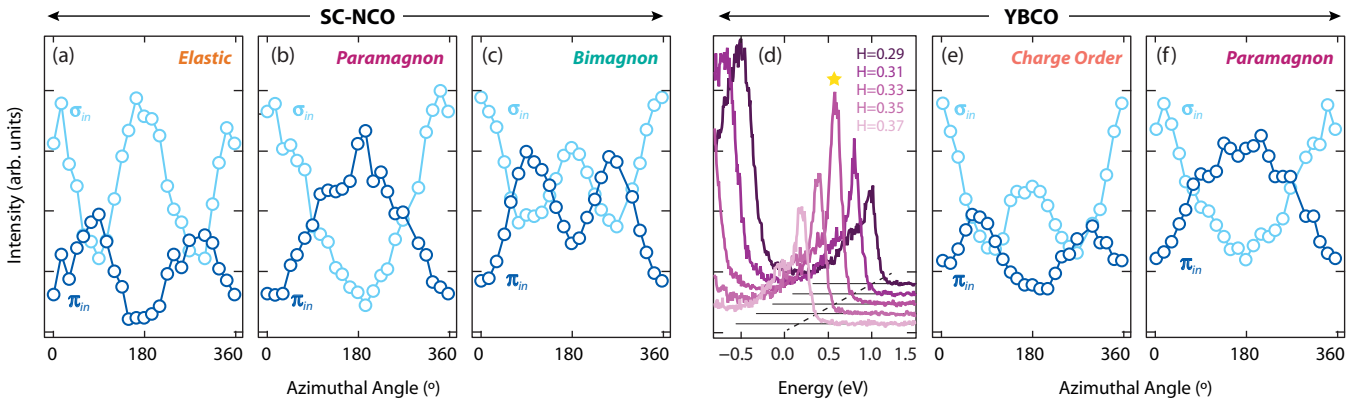 SC-NCO
YBCO
(a)
Elastic
σin
πin
(b)
Paramagnon
σin
πin
(c)
Bimagnon
σin
πin
(d)
H=0.29
H=0.31
H=0.33
H=0.35
H=0.37
(e)
Charge Order
σin
πin
(f)
Paramagnon
σin
πin
Intensity (arb. units)
0 180 360
0 180 360
0 180 360
−0.5 0.0 0.5 1.0 1.5
0 180 360
0 180 360
Azimuthal Angle (º)
Energy (eV)
Azimuthal Angle (º)